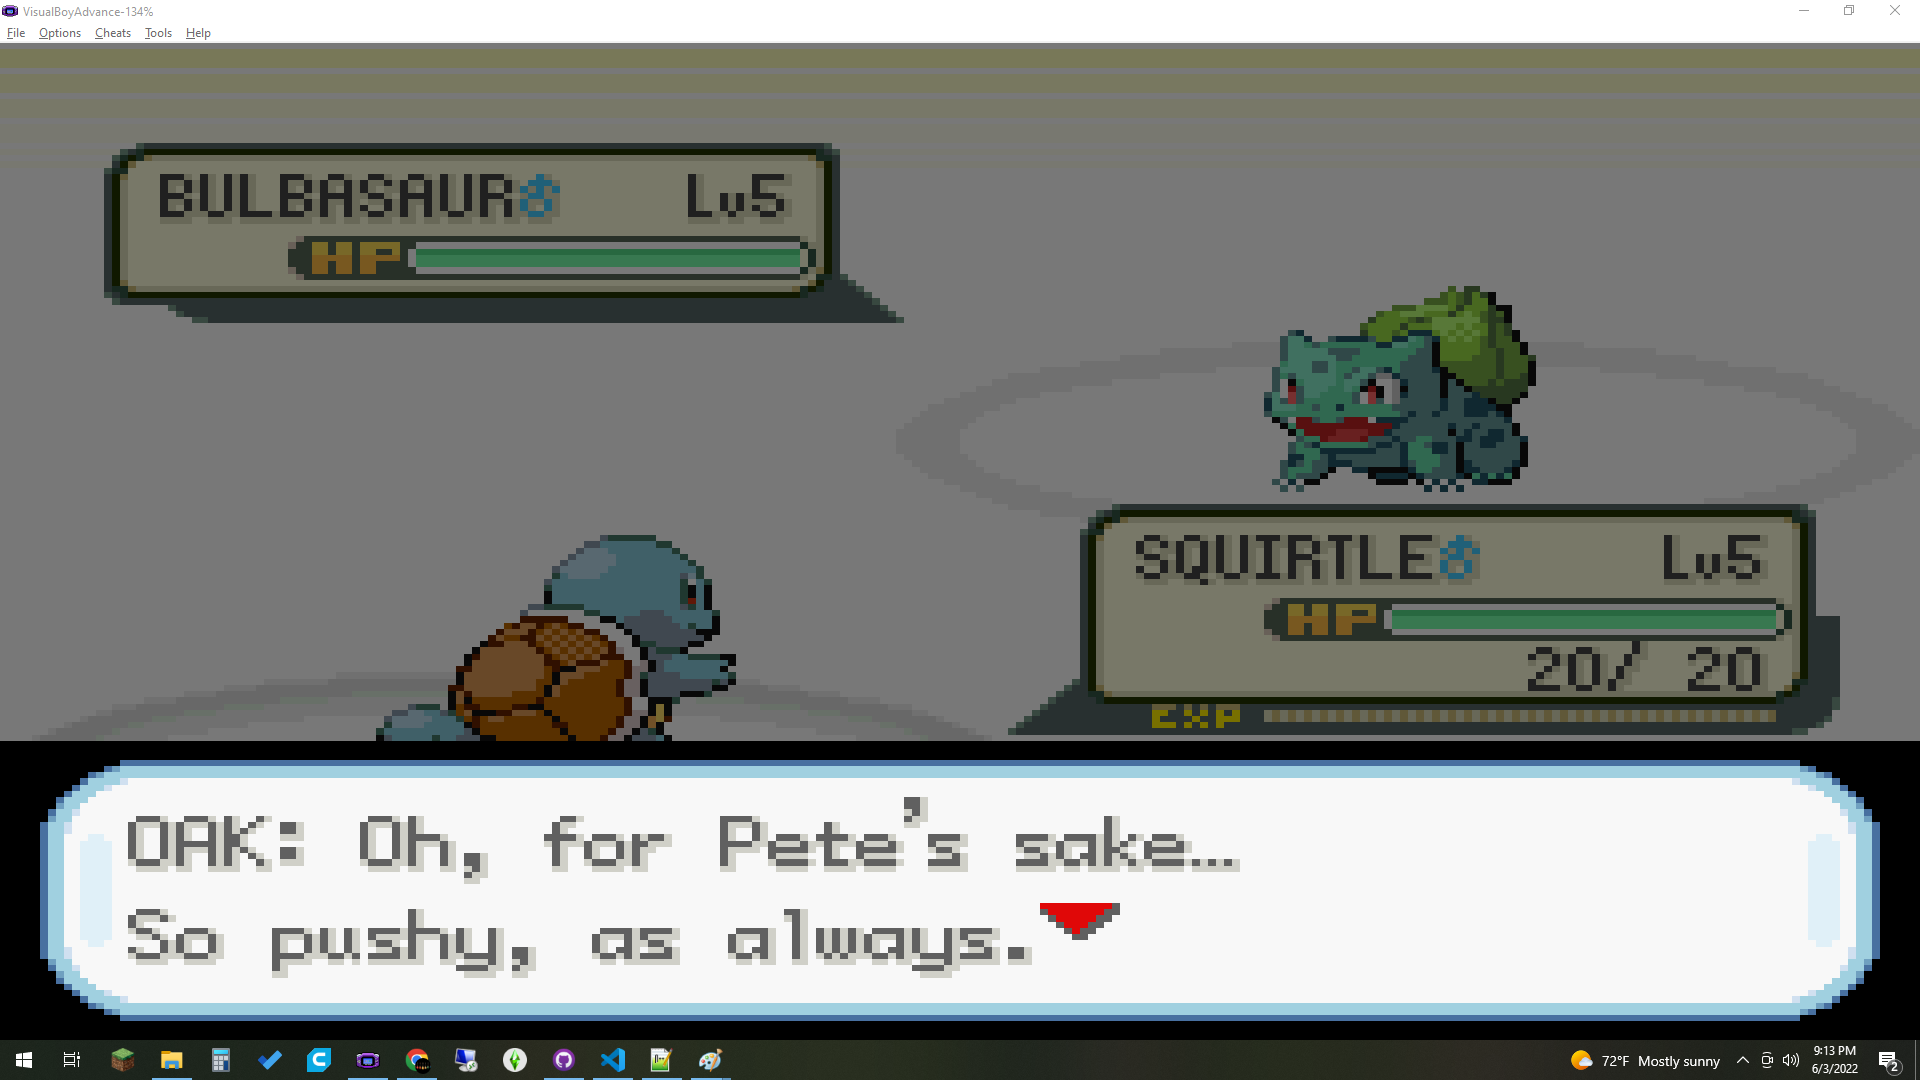 VisualBoyAdvance-134%
File Options Cheats Tools Help
BULBASAUR♂ Lv5
HP
SQUIRTLE♂ Lv5
HP
20/ 20
EXP
OAK: Oh, for Pete's sake…
So pushy, as always.
72°F Mostly sunny
9:13 PM
6/3/2022
2